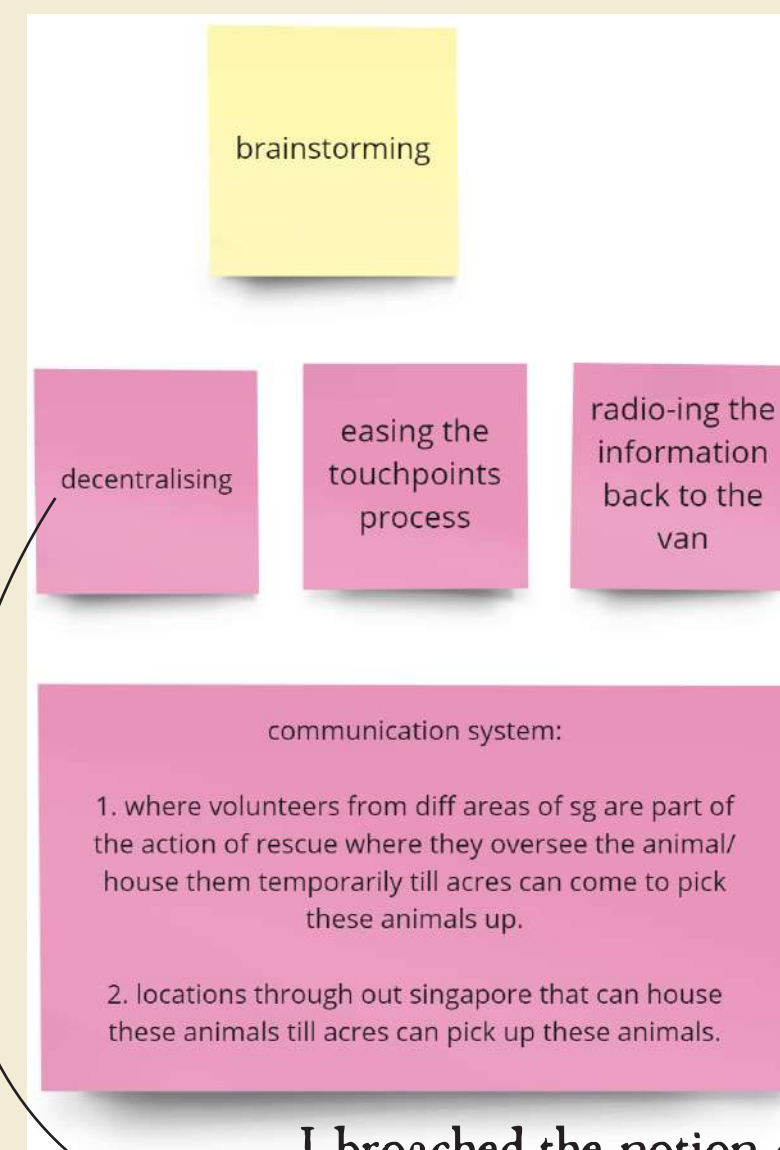 brainstorming
decentralising
easing the
touchpoints
process
radio-ing the
information
back to the
van
communication system:
1. where volunteers from diff areas of sg are part of
the action of rescue where they oversee the animal/
house them temporarily till acres can come to pick
these animals up.
2. locations through out singapore that can house
these animals till acres can pick up these animals.
I broached the notion